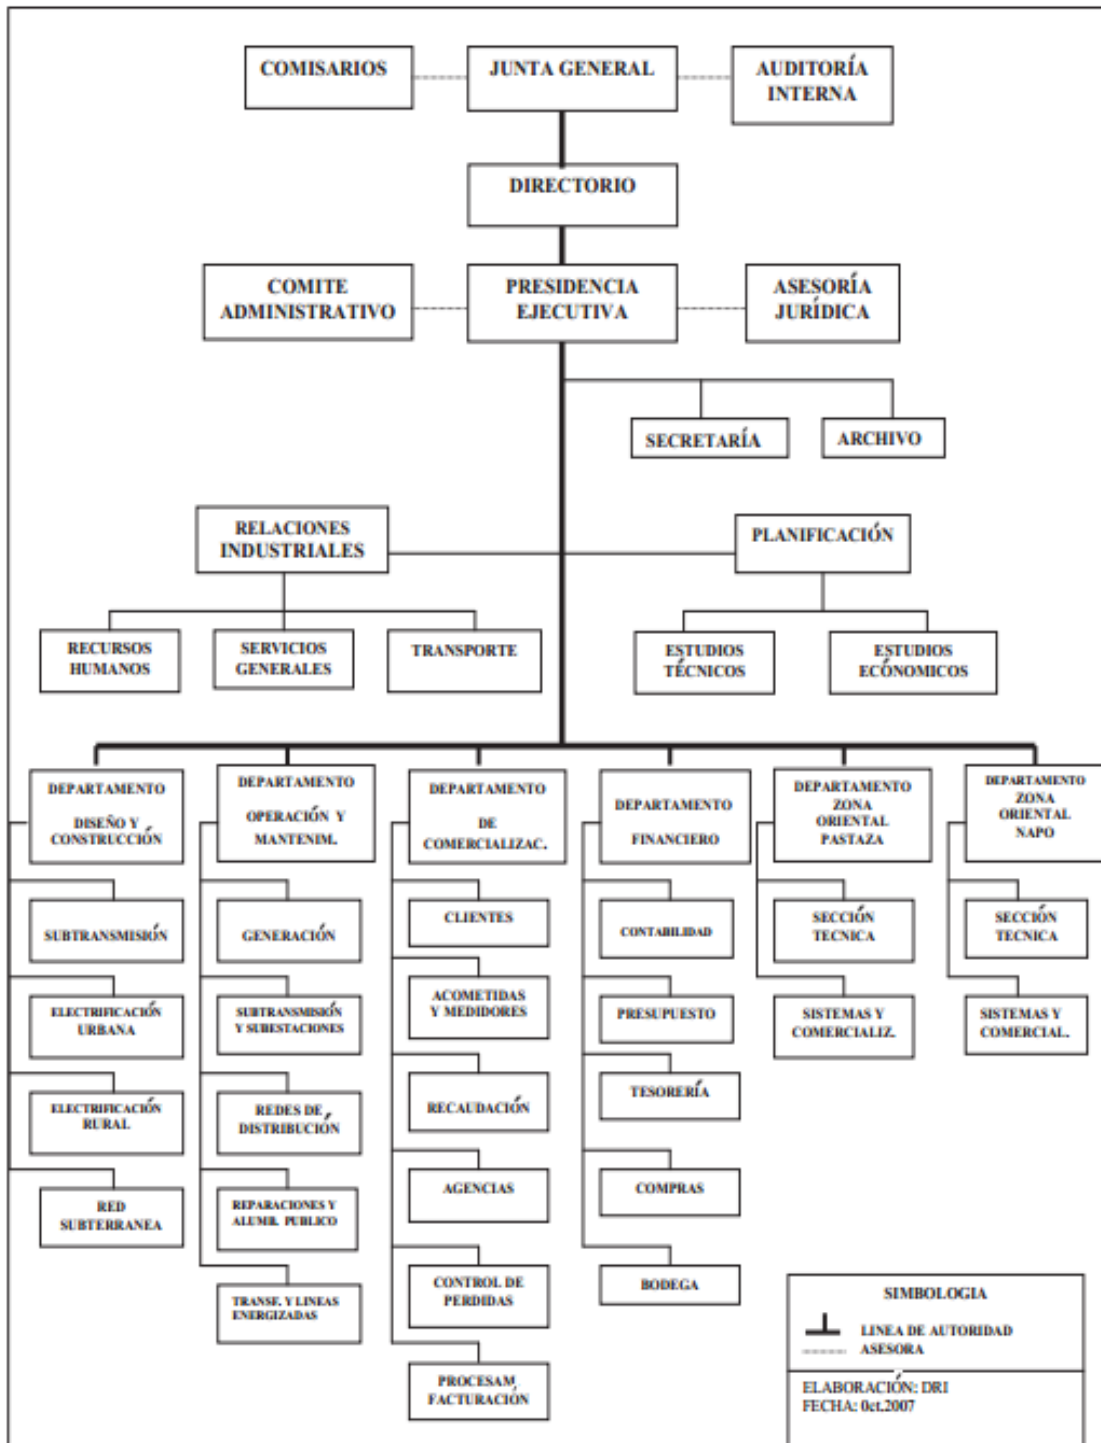 COMISARIOS
JUNTA GENERAL
AUDITORÍA
INTERNA
DIRECTORIO
COMITE
ADMINISTRATIVO
PRESIDENCIA
EJECUTIVA
ASESORÍA
JURÍDICA
SECRETARÍA
ARCHIVO
RELACIONES
INDUSTRIALES
PLANIFICACIÓN
RECURSOS
HUMANOS
SERVICIOS
GENERALES
TRANSPORTE
ESTUDIOS
TÉCNICOS
ESTUDIOS
ECÓNOMICOS
DEPARTAMENTO
DISEÑO Y
CONSTRUCCIÓN
DEPARTAMENTO
OPERACIÓN Y
MANTENIM.
DEPARTAMENTO
DE
COMERCIALIZAC.
DEPARTAMENTO
FINANCIERO
DEPARTAMENTO
ZONA
ORIENTAL
PASTAZA
DEPARTAMENTO
ZONA
ORIENTAL
NAPO
SUBTRANSMISIÓN
ELECTRIFICACIÓN
URBANA
ELECTRIFICACIÓN
RURAL
RED
SUBTERRANEA
GENERACIÓN
SUBTRANSMISIÓN
Y SUBESTACIONES
REDES DE
DISTRIBUCIÓN
REPARACIONES Y
ALUMB. PUBLICO
TRANSF. Y LINEAS
ENERGIZADAS
CLIENTES
ACOMETIDAS
Y MEDIDORES
RECAUDACIÓN
AGENCIAS
CONTROL DE
PERDIDAS
PROCESAM.
FACTURACIÓN
CONTABILIDAD
PRESUPUESTO
TESORERÍA
COMPRAS
BODEGA
SECCIÓN
TECNICA
SISTEMAS Y
COMERCIALIZ.
SECCIÓN
TECNICA
SISTEMAS Y
COMERCIAL.
SIMBOLOGIA
LINEA DE AUTORIDAD
ASESORA
ELABORACIÓN: DRI
FECHA: 0ct.2007